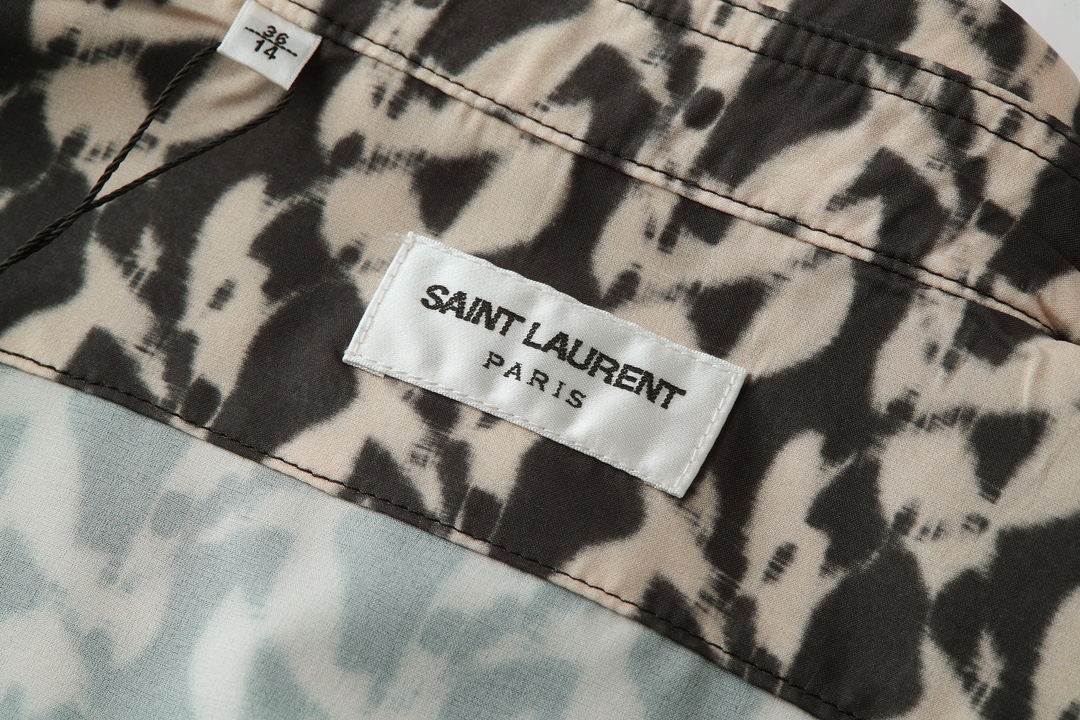 36
14
SAINT LAURENT
PARIS